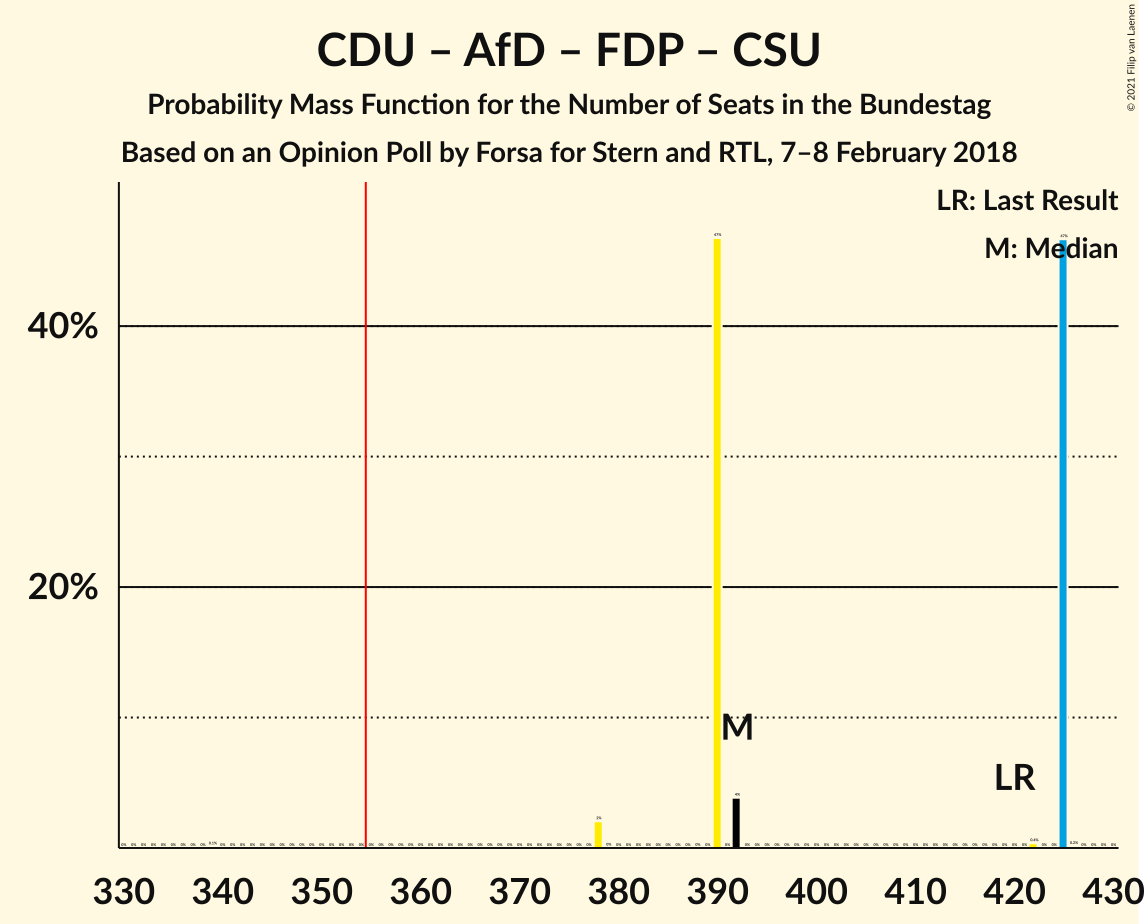 CDU – AfD – FDP – CSU
Probability Mass Function for the Number of Seats in the Bundestag
Based on an Opinion Poll by Forsa for Stern and RTL, 7–8 February 2018
© 2021 Filip van Laenen
LR: Last Result
M: Median
40%
20%
M
LR
330 340 350 360 370 380 390 400 410 420 430